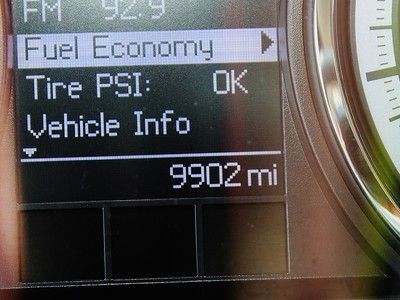 FM 92.9
Fuel Economy
Tire PSI: OK
Vehicle Info
9902 mi